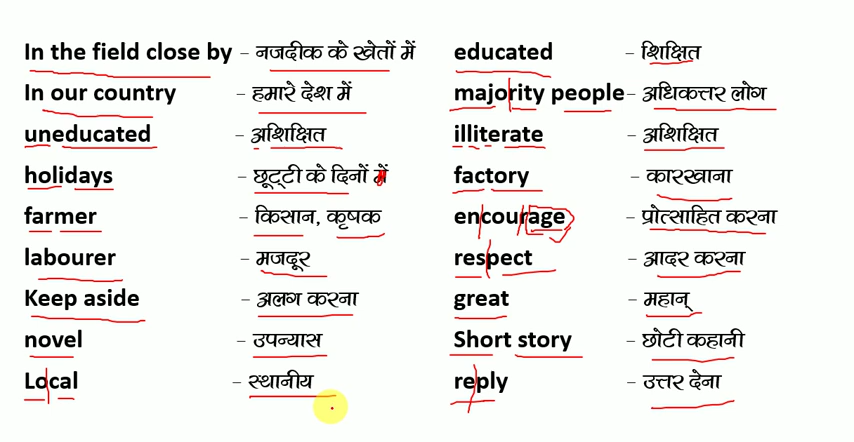 In the field close by - नजदीक के खेतों में
In our country - हमारे देश में
uneducated - अशिक्षित
holidays - छूट्टी के दिनों में
farmer - किसान, कृषक
labourer - मजदूर
Keep aside - अलग करना
novel - उपन्यास
Local - स्थानीय
educated - शिक्षित
majority people - अधिकत्तर लोग
illiterate - अशिक्षित
factory - कारखाना
encourage - प्रोत्साहित करना
respect - आदर करना
great - महान्
Short story - छोटी कहानी
reply - उत्तर देना